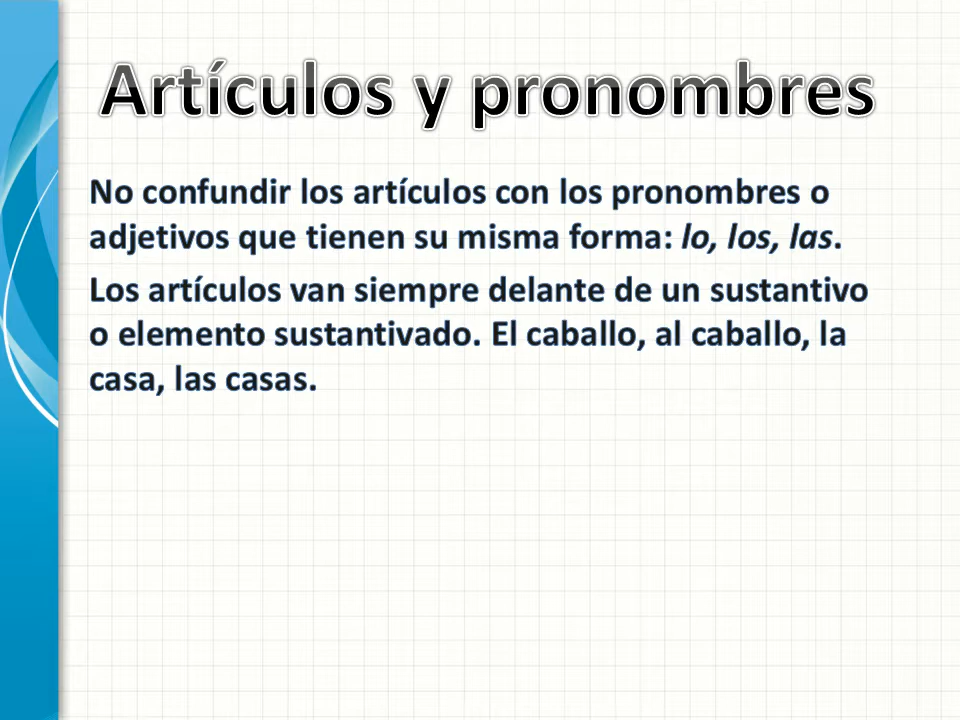 Artículos y pronombres
No confundir los artículos con los pronombres o
adjetivos que tienen su misma forma: lo, los, las.
Los artículos van siempre delante de un sustantivo
o elemento sustantivado. El caballo, al caballo, la
casa, las casas.